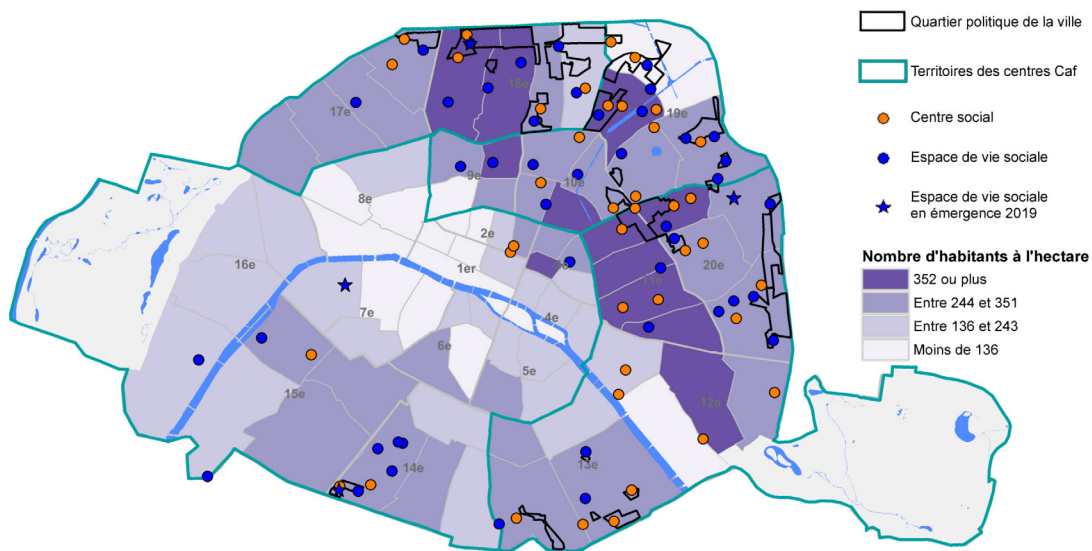 Quartier politique de la ville
Territoires des centres Caf
Centre social
Espace de vie sociale
Espace de vie sociale
en émergence 2019
Nombre d'habitants à l'hectare
352 ou plus
Entre 244 et 351
Entre 136 et 243
Moins de 136
18e
17e
19e
9e
10e
8e
2e
16e
1er
20e
11e
7e
4e
6e
5e
15e
12e
14e
13e